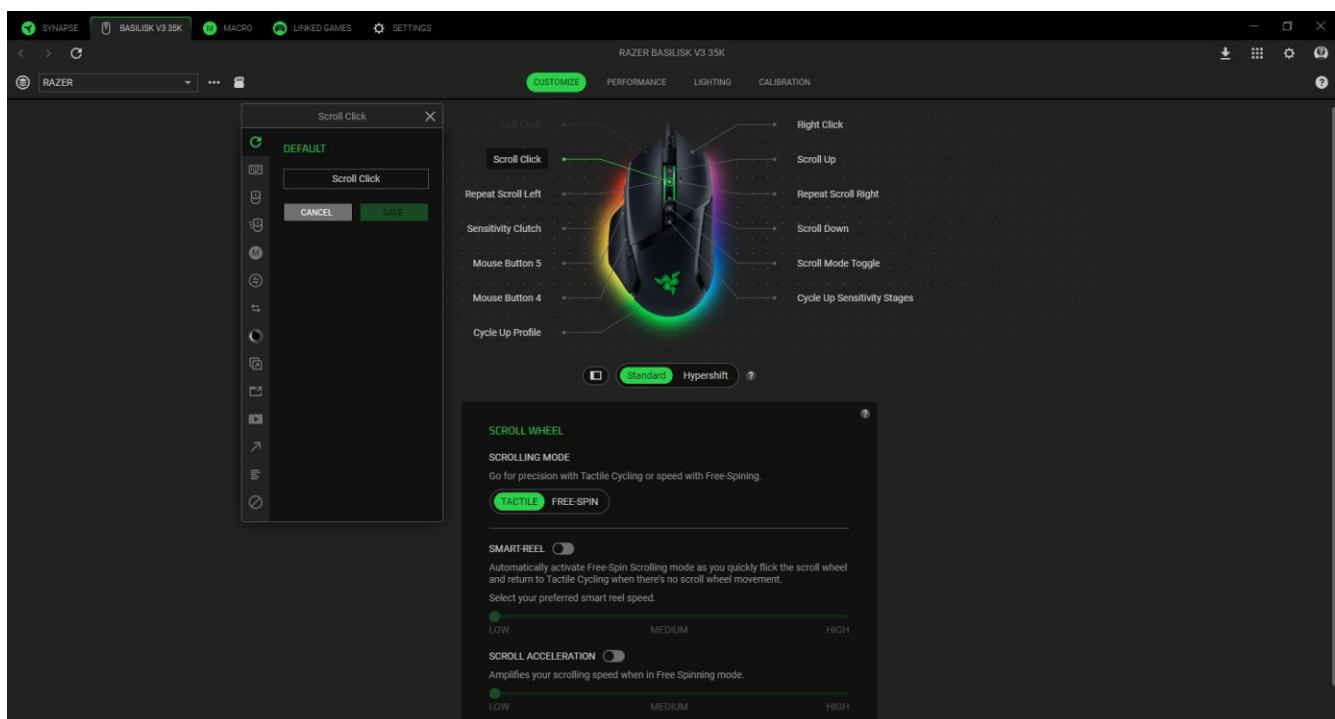 SYNAPSE
BASILISK V3 35K
MACRO
LINKED GAMES
SETTINGS
RAZER BASILISK V3 35K
RAZER
CUSTOMIZE
PERFORMANCE
LIGHTING
CALIBRATION
Scroll Click
DEFAULT
Scroll Click
CANCEL
SAVE
Left Click
Scroll Click
Repeat Scroll Left
Sensitivity Clutch
Mouse Button 5
Mouse Button 4
Cycle Up Profile
Right Click
Scroll Up
Repeat Scroll Right
Scroll Down
Scroll Mode Toggle
Cycle Up Sensitivity Stages
Standard
Hypershift
SCROLL WHEEL
SCROLLING MODE
Go for precision with Tactile Cycling or speed with Free-Spining.
TACTILE
FREE-SPIN
SMART-REEL
Automatically activate Free-Spin Scrolling mode as you quickly flick the scroll wheel
and return to Tactile Cycling when there's no scroll wheel movement.
Select your preferred smart reel speed.
LOW
MEDIUM
HIGH
SCROLL ACCELERATION
Amplifies your scrolling speed when in Free Spinning mode.
LOW
MEDIUM
HIGH